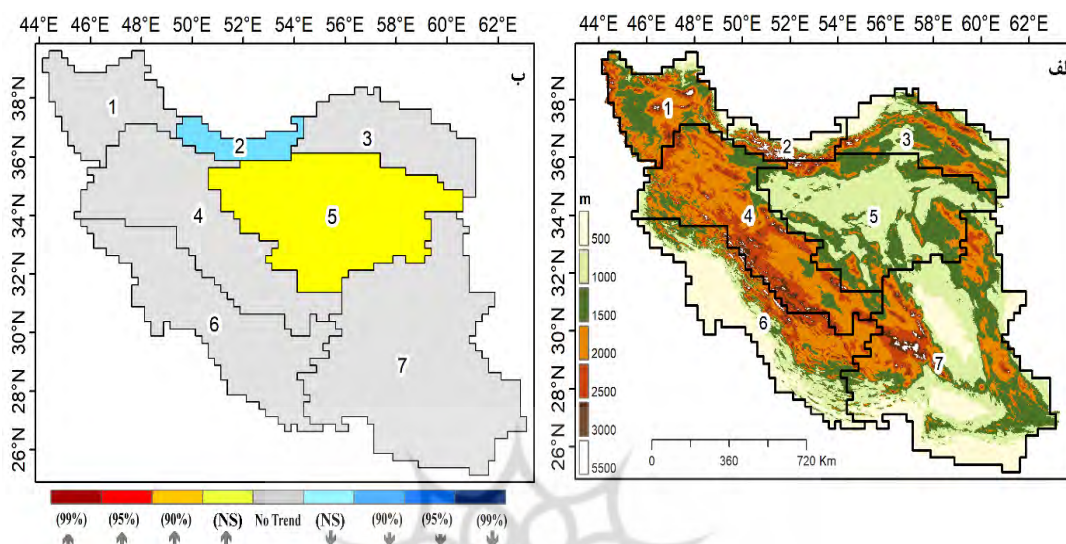 44°E 46°E 48°E 50°E 52°E 54°E 56°E 58°E 60°E 62°E
38°N
36°N
34°N
32°N
30°N
28°N
26°N
1
2
3
4
5
6
7
ب-
(99%) (95%) (90%) (NS) No Trend (NS) (90%) (95%) (99%)
44°E 46°E 48°E 50°E 52°E 54°E 56°E 58°E 60°E 62°E
38°N
36°N
34°N
32°N
30°N
28°N
26°N
1
2
3
4
5
6
7
m
500
1000
1500
2000
2500
3000
5500
0 360 720 Km